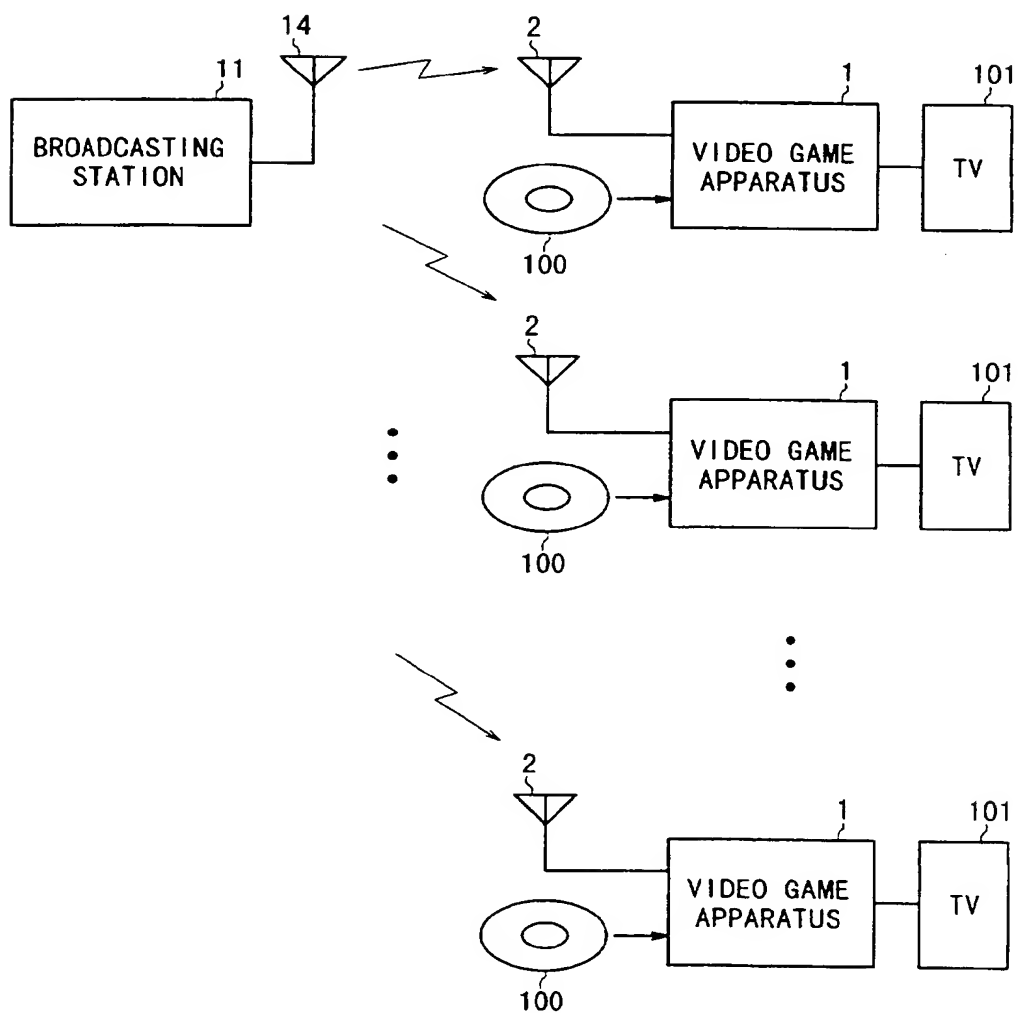 14
2
11
1
101
BROADCASTING
STATION
VIDEO GAME
APPARATUS
TV
100
2
1
101
VIDEO GAME
APPARATUS
TV
100
2
1
101
VIDEO GAME
APPARATUS
TV
100